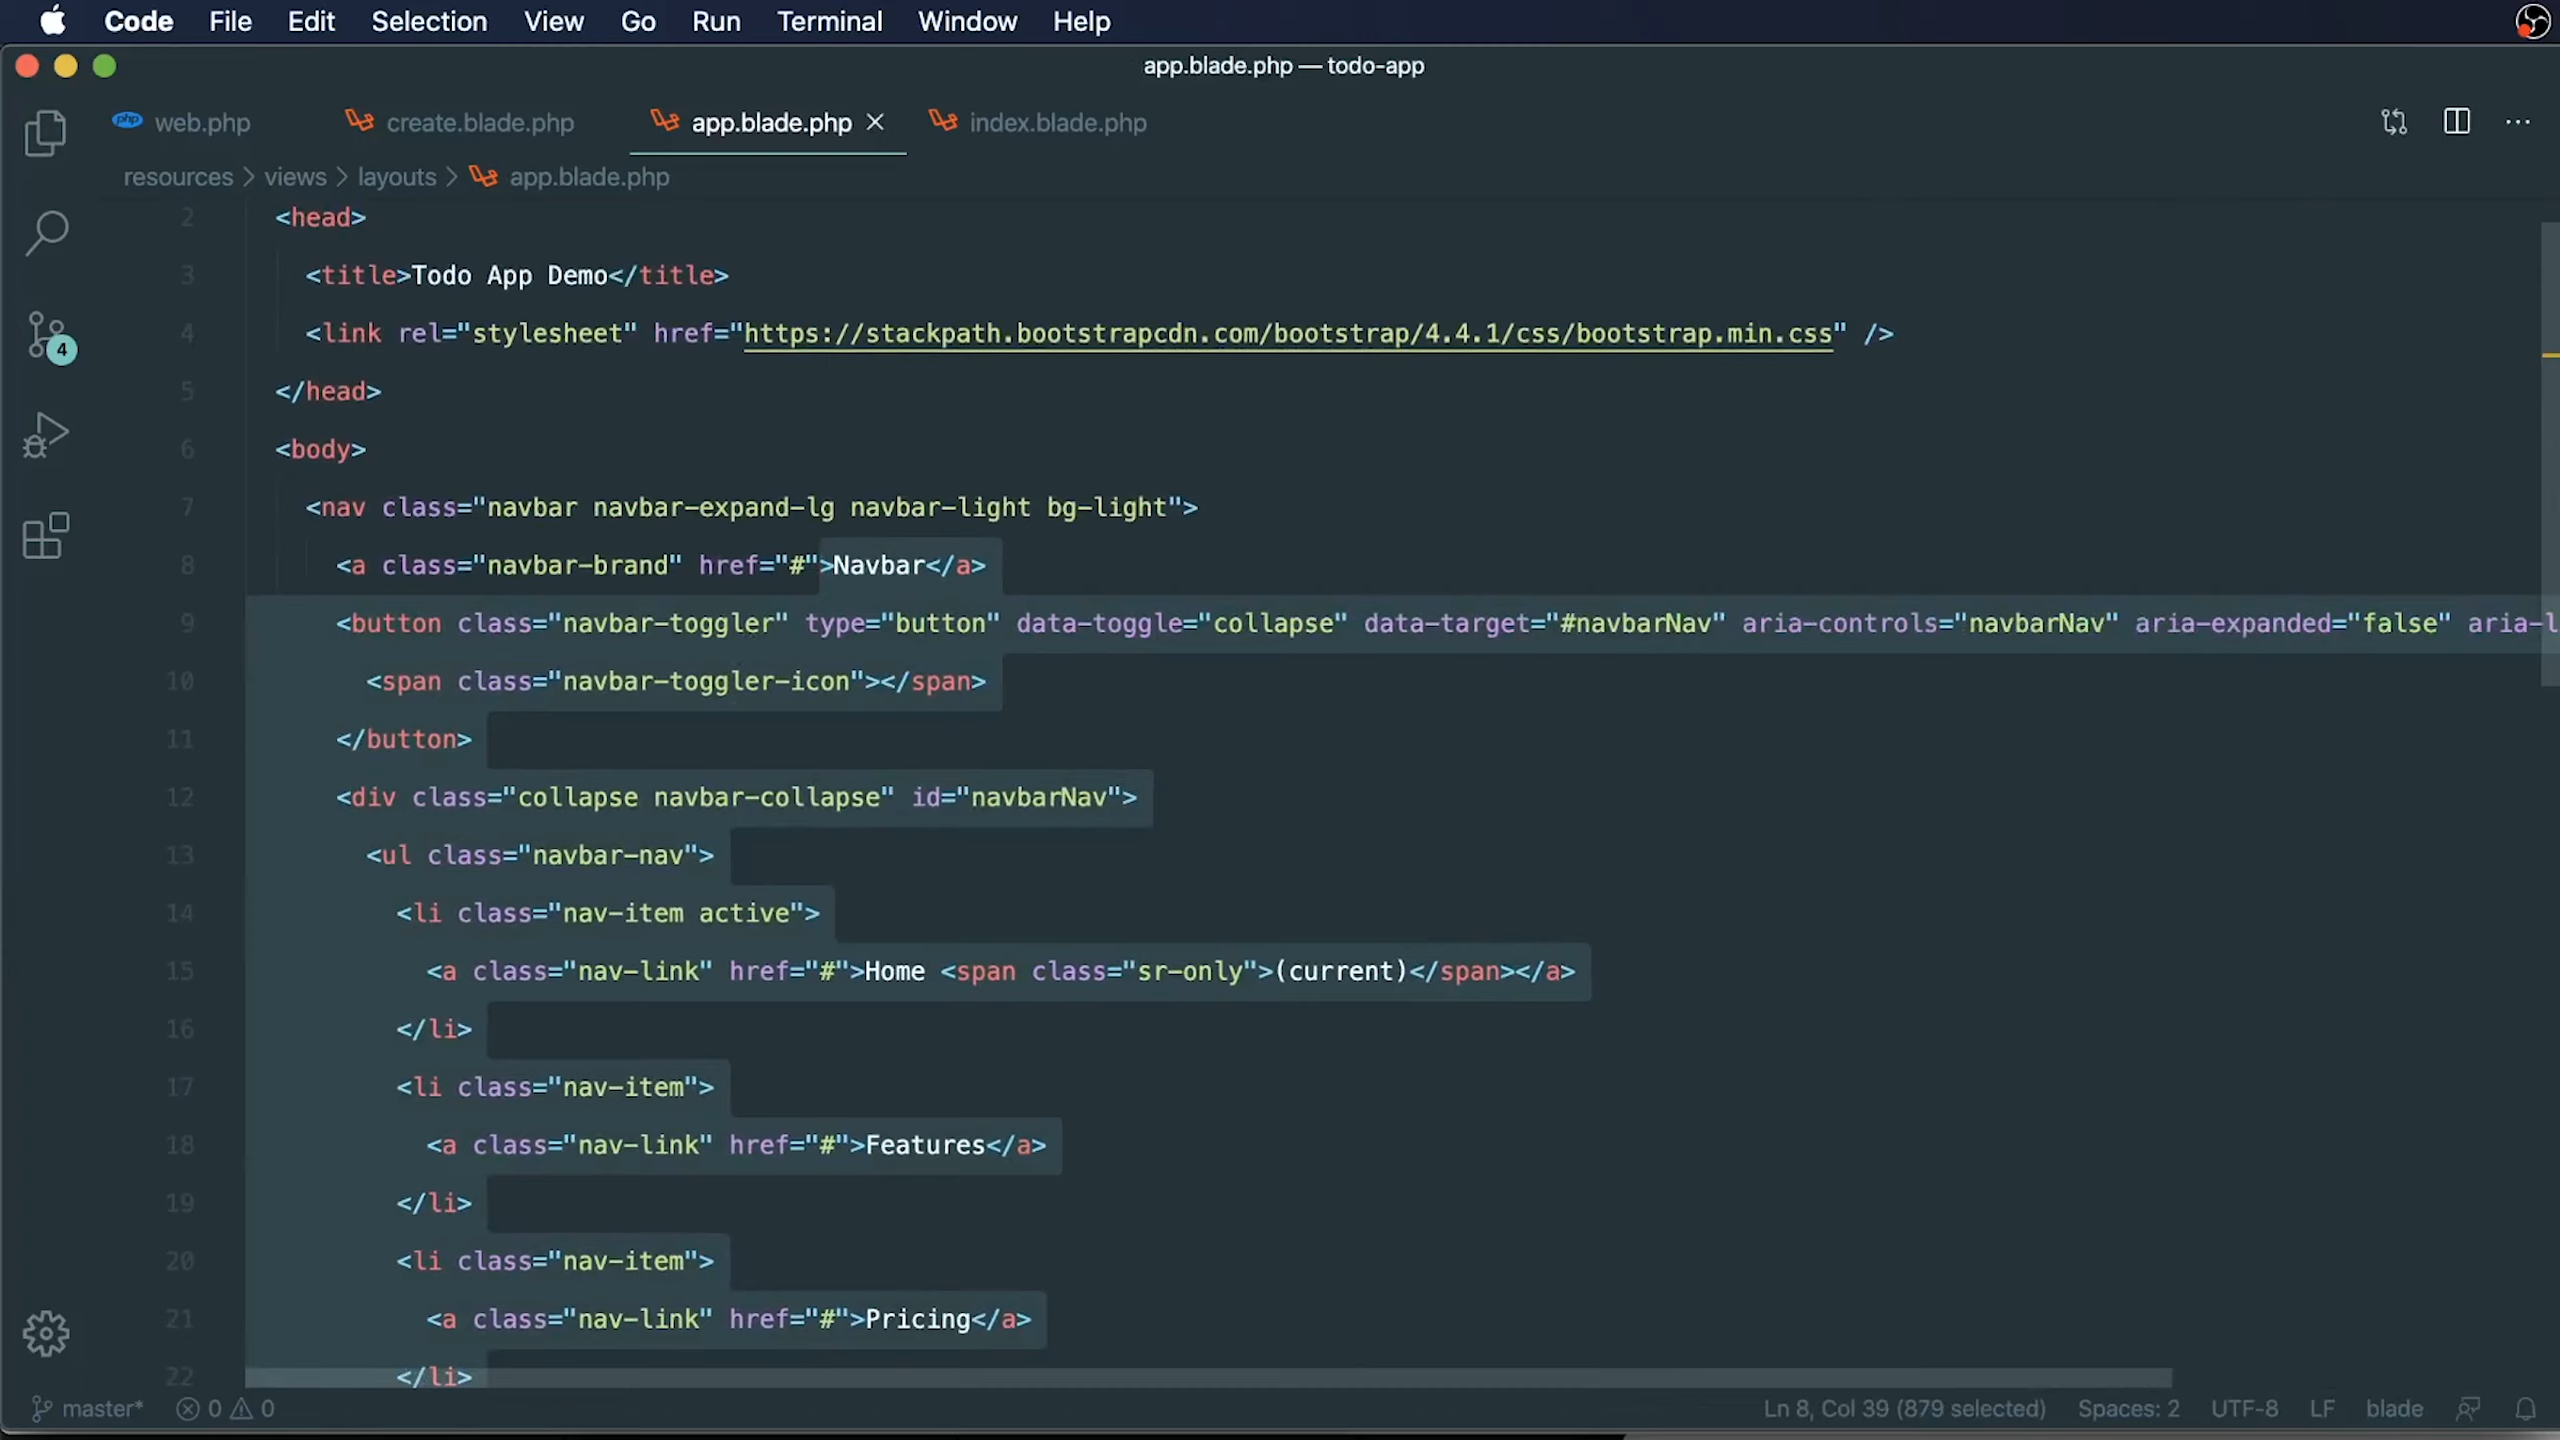 Code File Edit Selection View Go Run Terminal Window Help
app.blade.php — todo-app
php web.php create.blade.php app.blade.php index.blade.php
resources > views > layouts > app.blade.php
2 <head>
3 <title>Todo App Demo</title>
4 <link rel="stylesheet" href="https://stackpath.bootstrapcdn.com/bootstrap/4.4.1/css/bootstrap.min.css" />
5 </head>
6 <body>
7 <nav class="navbar navbar-expand-lg navbar-light bg-light">
8 <a class="navbar-brand" href="#">Navbar</a>
9 <button class="navbar-toggler" type="button" data-toggle="collapse" data-target="#navbarNav" aria-controls="navbarNav" aria-expanded="false" aria-l
10 <span class="navbar-toggler-icon"></span>
11 </button>
12 <div class="collapse navbar-collapse" id="navbarNav">
13 <ul class="navbar-nav">
14 <li class="nav-item active">
15 <a class="nav-link" href="#">Home <span class="sr-only">(current)</span></a>
16 </li>
17 <li class="nav-item">
18 <a class="nav-link" href="#">Features</a>
19 </li>
20 <li class="nav-item">
21 <a class="nav-link" href="#">Pricing</a>
22 </li>
4
master* 0 0 Ln 8, Col 39 (879 selected) Spaces: 2 UTF-8 LF blade